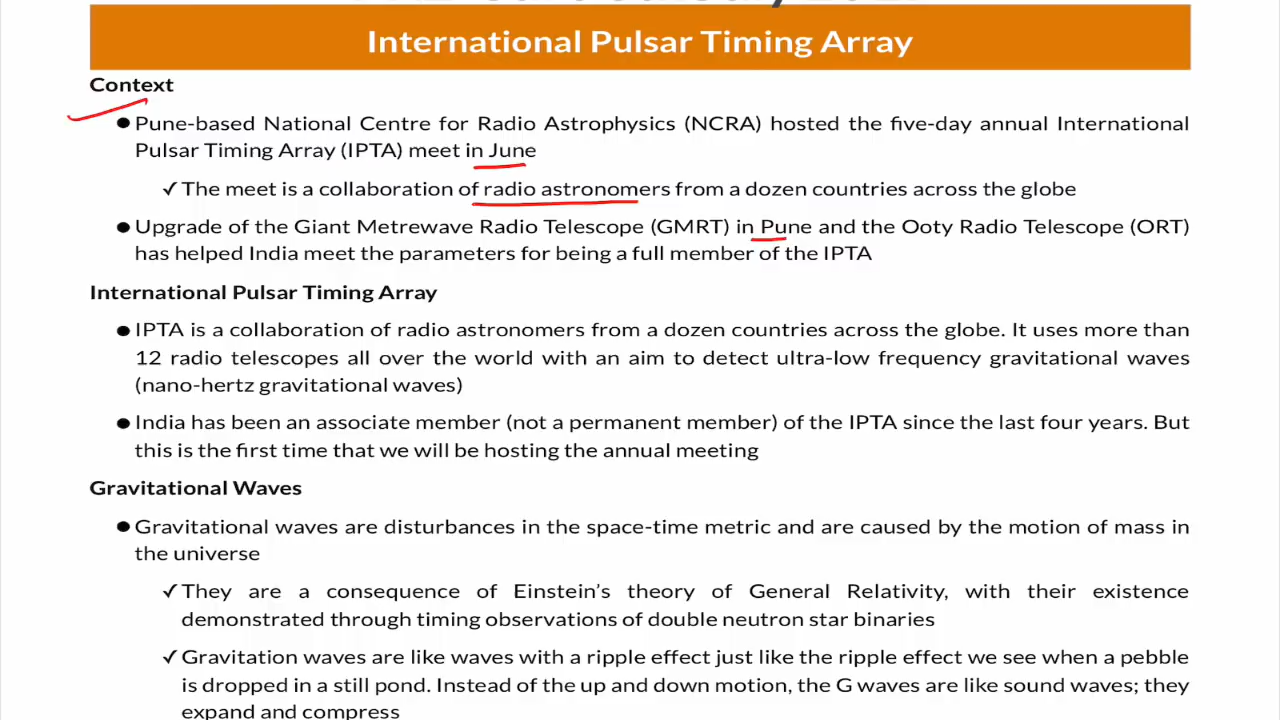 International Pulsar Timing Array
Context
● Pune-based National Centre for Radio Astrophysics (NCRA) hosted the five-day annual International
Pulsar Timing Array (IPTA) meet in June
✓ The meet is a collaboration of radio astronomers from a dozen countries across the globe
● Upgrade of the Giant Metrewave Radio Telescope (GMRT) in Pune and the Ooty Radio Telescope (ORT)
has helped India meet the parameters for being a full member of the IPTA
International Pulsar Timing Array
● IPTA is a collaboration of radio astronomers from a dozen countries across the globe. It uses more than
12 radio telescopes all over the world with an aim to detect ultra-low frequency gravitational waves
(nano-hertz gravitational waves)
● India has been an associate member (not a permanent member) of the IPTA since the last four years. But
this is the first time that we will be hosting the annual meeting
Gravitational Waves
● Gravitational waves are disturbances in the space-time metric and are caused by the motion of mass in
the universe
✓ They are a consequence of Einstein's theory of General Relativity, with their existence
demonstrated through timing observations of double neutron star binaries
✓ Gravitation waves are like waves with a ripple effect just like the ripple effect we see when a pebble
is dropped in a still pond. Instead of the up and down motion, the G waves are like sound waves; they
expand and compress